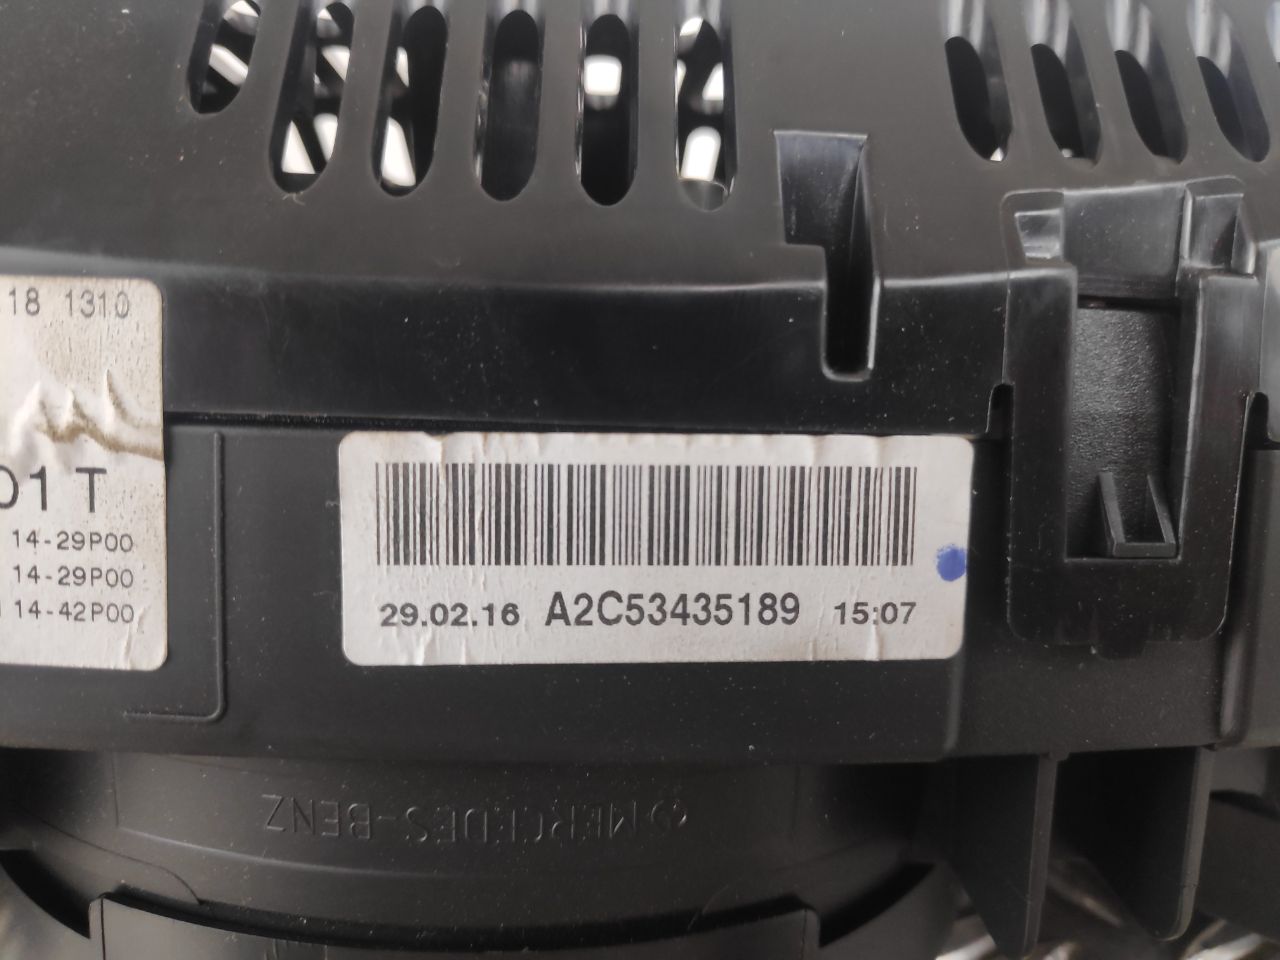 18 1310
01 T
14-29P00
14-29P00
14-42P00
29.02.16 A2C53435189 15:07
MERCEDES-BENZ